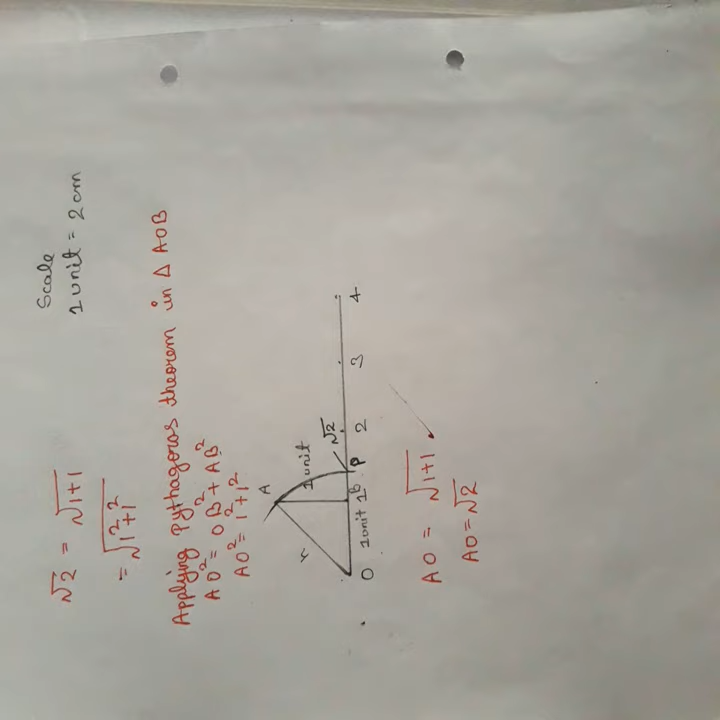 Scale
1 unit = 2 cm
√2 = √1+1
= √1²+1²
Applying Pythagoras theorem in Δ AOB
AO² = OB² + AB²
AO² = 1² + 1²
A
1 unit
√2
P
O 1 unit 1 B 2 3 4
AO = √1+1
AO = √2